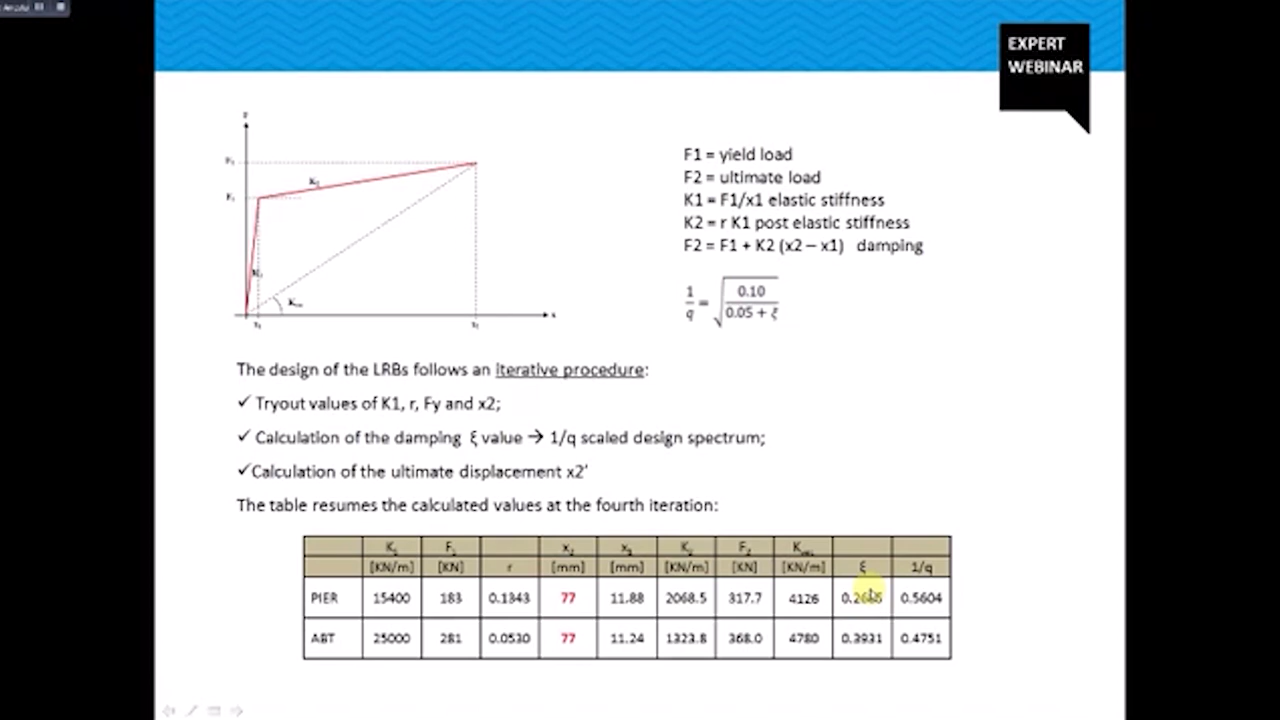 EXPERT
WEBINAR
F1 = yield load
F2 = ultimate load
K1 = F1/x1 elastic stiffness
K2 = r K1 post elastic stiffness
F2 = F1 + K2 (x2 – x1) damping
1/q = √(0.10/(0.05 + ξ))
K₂
The design of the LRBs follows an iterative procedure:
✓ Tryout values of K1, r, Fy and x2;
✓ Calculation of the damping ξ value → 1/q scaled design spectrum;
✓Calculation of the ultimate displacement x2'
The table resumes the calculated values at the fourth iteration:
K₁ F₁ x₂ K₂ F₂
[KN/m] [KN] r [mm] [mm] [KN/m] [KN] [KN/m] ξ 1/q
PIER 15400 183 0.1343 77 11.88 2068.5 317.7 4126 0.5604
ABT 25000 281 0.0530 77 11.24 1323.8 368.0 4780 0.3931 0.4751